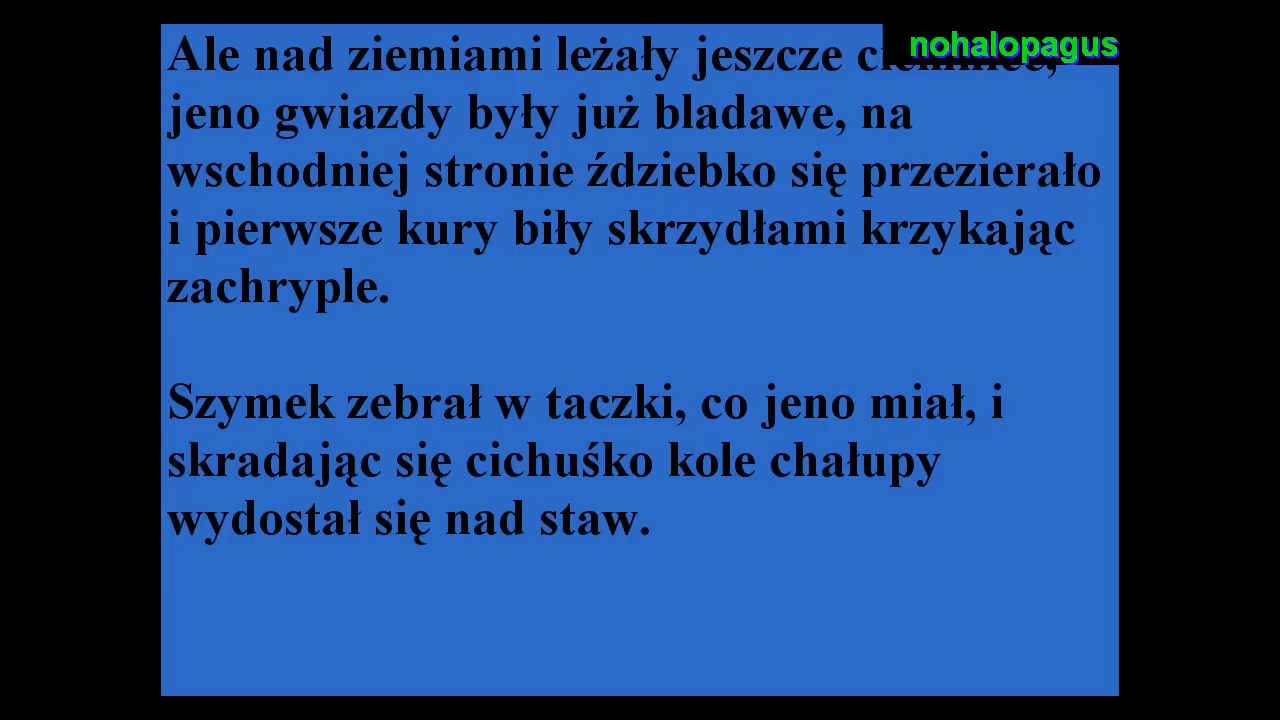 Ale nad ziemiami leżały jeszcze
nohalopagus
jeno gwiazdy były już bladawe, na
wschodniej stronie ździebko się przezierało
i pierwsze kury biły skrzydłami krzykając
zachryple.
Szymek zebrał w taczki, co jeno miał, i
skradając się cichuśko kole chałupy
wydostał się nad staw.